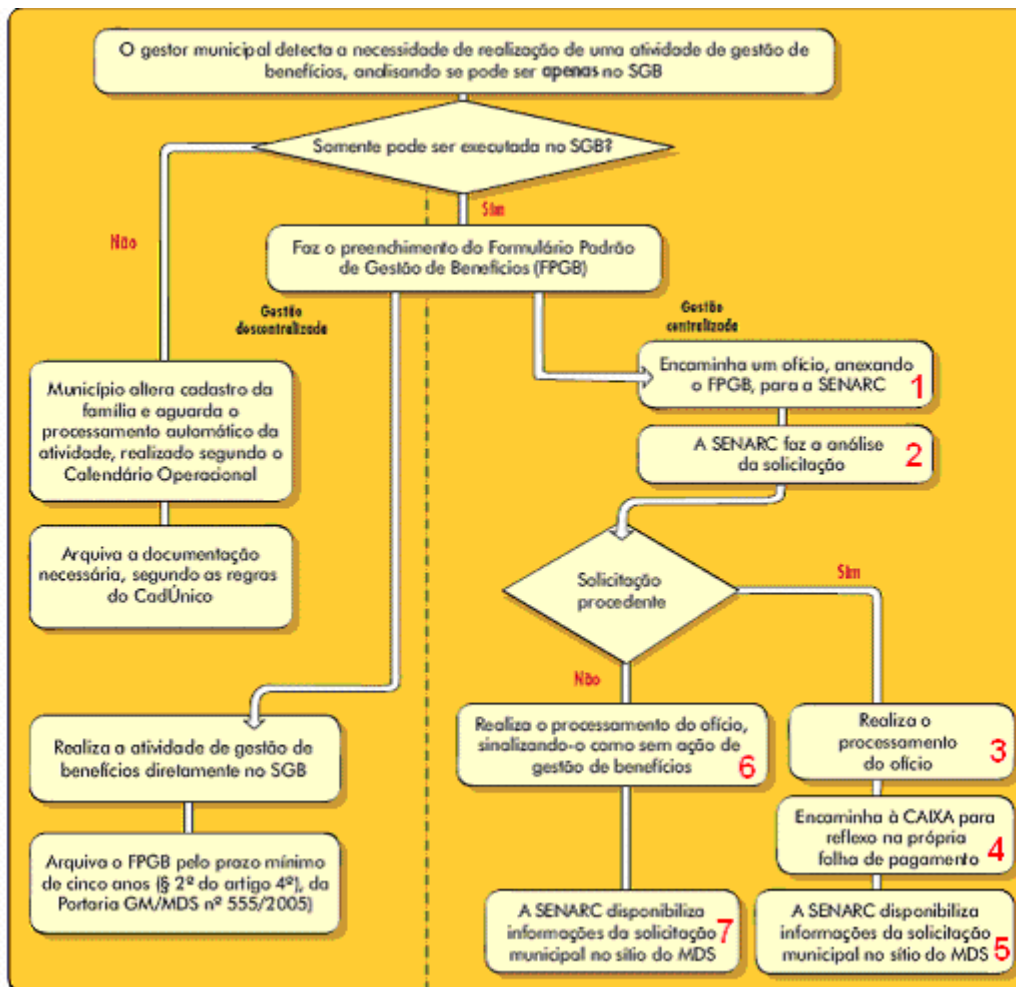 O gestor municipal detecta a necessidade de realização de uma atividade de gestão de
benefícios, analisando se pode ser apenas no SGB
Somente pode ser executada no SGB?
Não
Sim
Faz o preenchimento do Formulário Padrão
de Gestão de Benefícios (FPGB)
Gestão
descentralizada
Gestão
centralizada
Município altera cadastro da
família e aguarda o
processamento automático da
atividade, realizado segundo o
Calendário Operacional
Arquiva a documentação
necessária, segundo as regras
do CadÚnico
Realiza a atividade de gestão de
benefícios diretamente no SGB
Arquiva o FPGB pelo prazo mínimo
de cinco anos (§ 2º do artigo 4º), da
Portaria GM/MDS nº 555/2005)
Encaminha um ofício, anexando
o FPGB, para a SENARC 1
A SENARC faz a análise
da solicitação 2
Solicitação
procedente
Sim
Não
Realiza o processamento do ofício,
sinalizando-o como sem ação de
gestão de benefícios 6
A SENARC disponibiliza
informações da solicitação
municipal no sítio do MDS 7
Realiza o
processamento
do ofício 3
Encaminha à CAIXA para
reflexo na própria
folha de pagamento 4
A SENARC disponibiliza
informações da solicitação
municipal no sítio do MDS 5